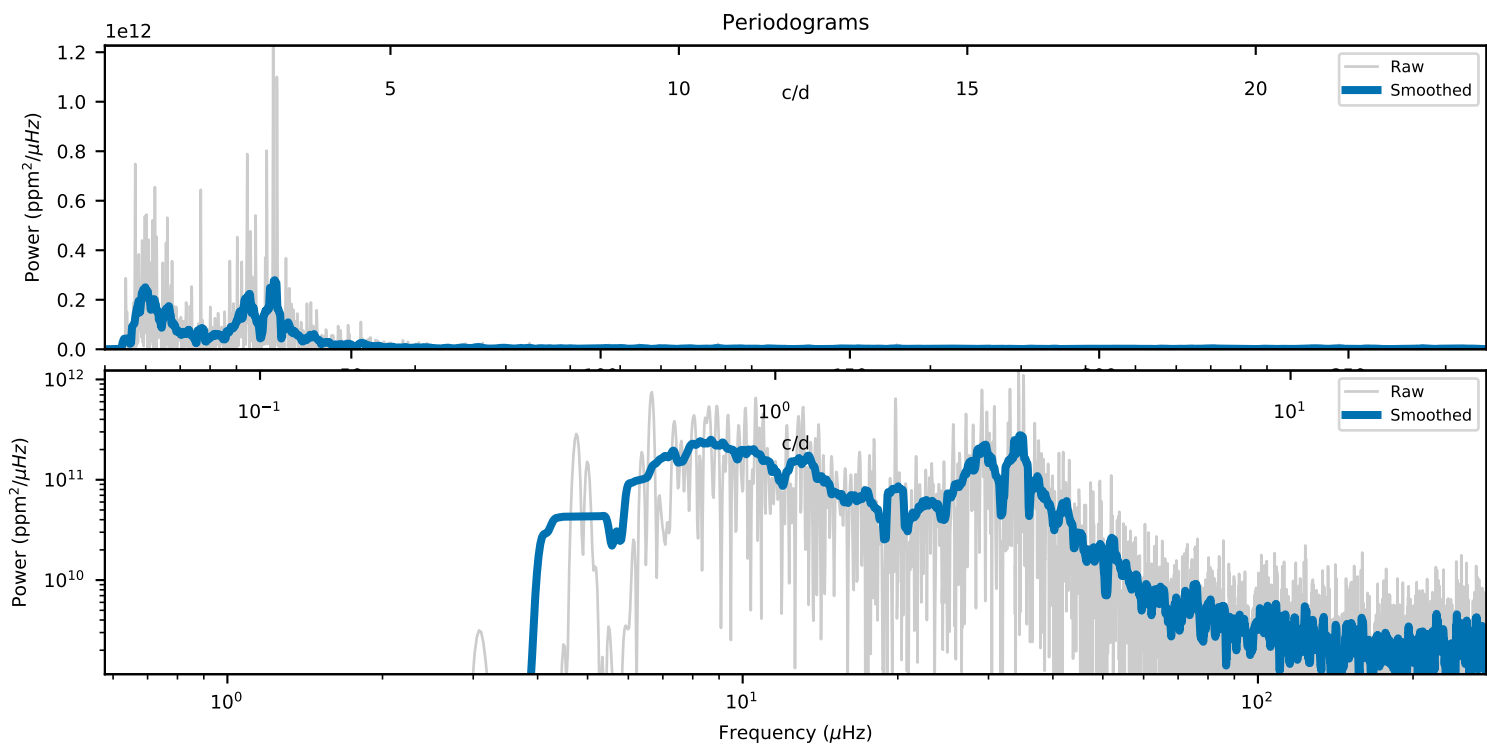 Periodograms
1e12
1.2
1.0
0.8
0.6
0.4
0.2
0.0
Power (ppm²/μHz)
5 10 15 20
c/d
Raw
Smoothed
10¹²
10¹¹
10¹⁰
Power (ppm²/μHz)
10⁻¹ 10⁰ 10¹
c/d
Raw
Smoothed
10⁰ 10¹ 10²
Frequency (μHz)